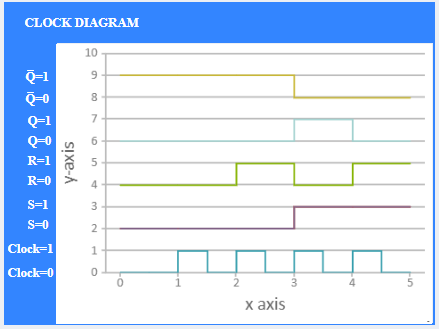 CLOCK DIAGRAM
Q̅=1
Q̅=0
Q=1
Q=0
R=1
R=0
S=1
S=0
Clock=1
Clock=0
y-axis
10
9
8
7
6
5
4
3
2
1
0
0 1 2 3 4 5
x axis